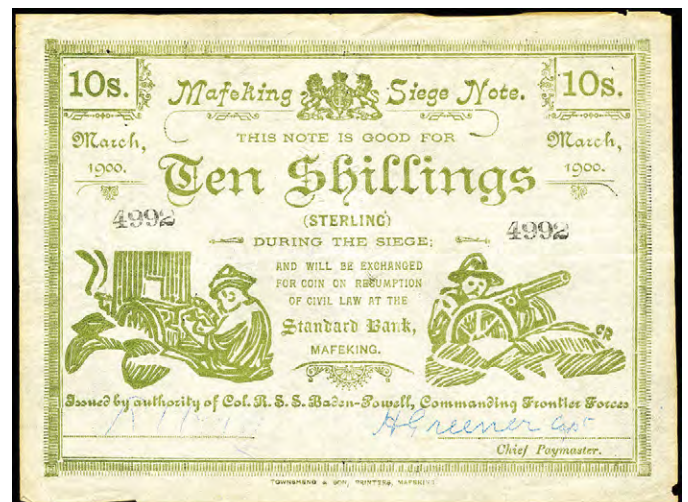 10s. Mafeking Siege Note. 10s.
March, 1900. THIS NOTE IS GOOD FOR March, 1900.
Ten Shillings
4992 (STERLING) 4992
DURING THE SIEGE;
AND WILL BE EXCHANGED
FOR COIN ON RESUMPTION
OF CIVIL LAW AT THE
Standard Bank,
MAFEKING.
Issued by authority of Col. R. S. S. Baden-Powell, Commanding Frontier Forces
H Greener Capt
Chief Paymaster.
TOWNSHEND & SON, PRINTERS, MAFEKING